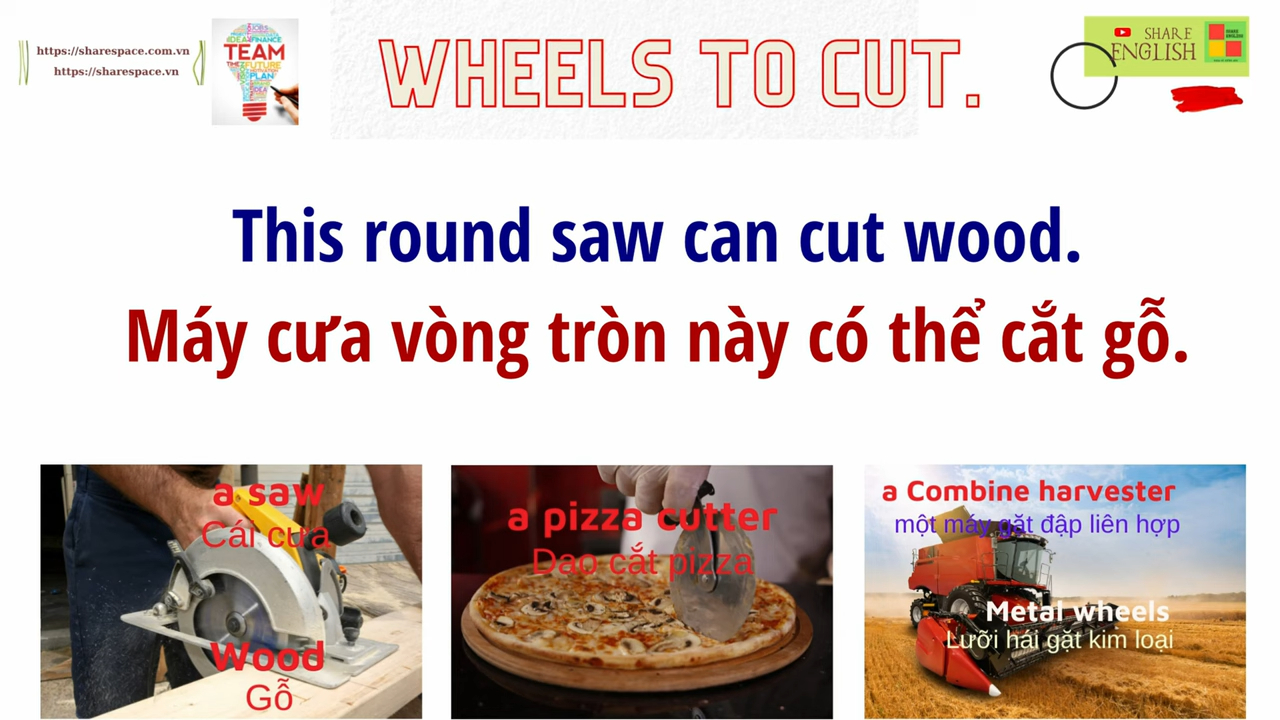 https://sharespace.com.vn
https://sharespace.vn
TEAM
FUTURE
PLAN
WHEELS TO CUT.
SHARE
ENGLISH
This round saw can cut wood.
Máy cưa vòng tròn này có thể cắt gỗ.
a saw
Cái cưa
Wood
Gỗ
a pizza cutter
Dao cắt pizza
a Combine harvester
một máy gặt đập liên hợp
Metal wheels
Lưỡi hái gặt kim loại